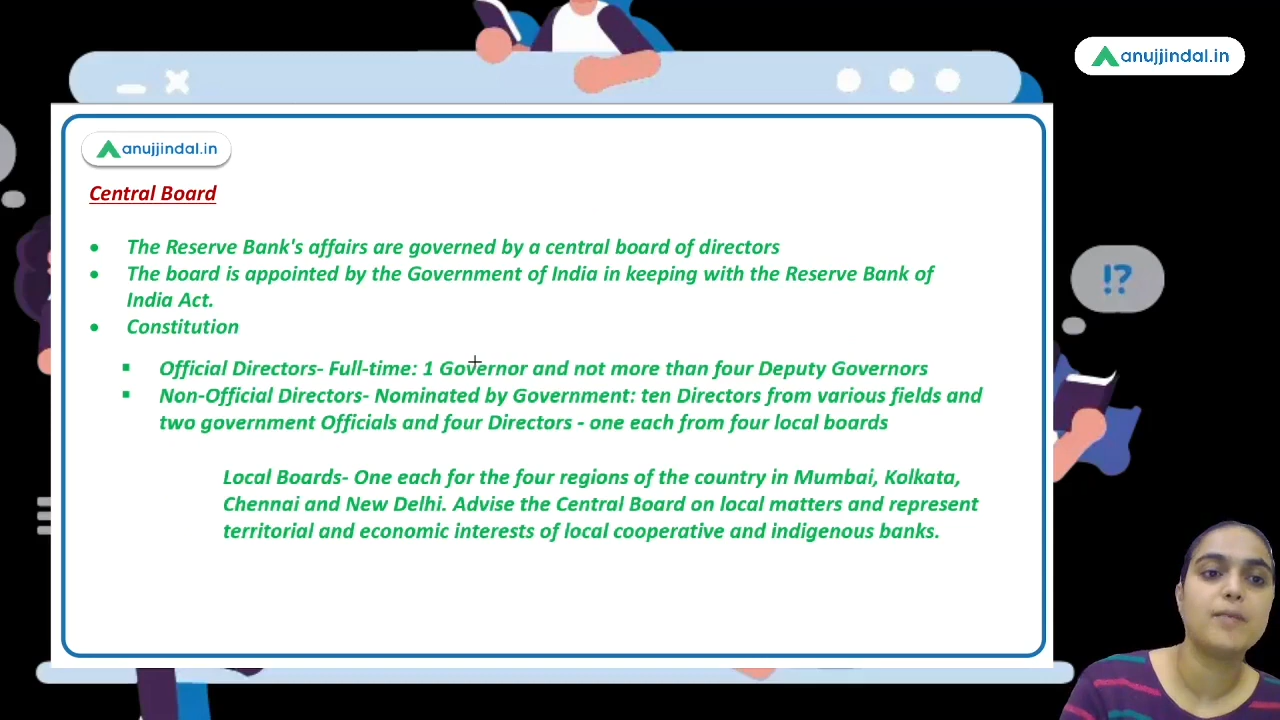 anujjindal.in
anujjindal.in
Central Board
• The Reserve Bank's affairs are governed by a central board of directors
• The board is appointed by the Government of India in keeping with the Reserve Bank of
India Act.
• Constitution
▪ Official Directors- Full-time: 1 Governor and not more than four Deputy Governors
▪ Non-Official Directors- Nominated by Government: ten Directors from various fields and
two government Officials and four Directors - one each from four local boards
Local Boards- One each for the four regions of the country in Mumbai, Kolkata,
Chennai and New Delhi. Advise the Central Board on local matters and represent
territorial and economic interests of local cooperative and indigenous banks.
!?